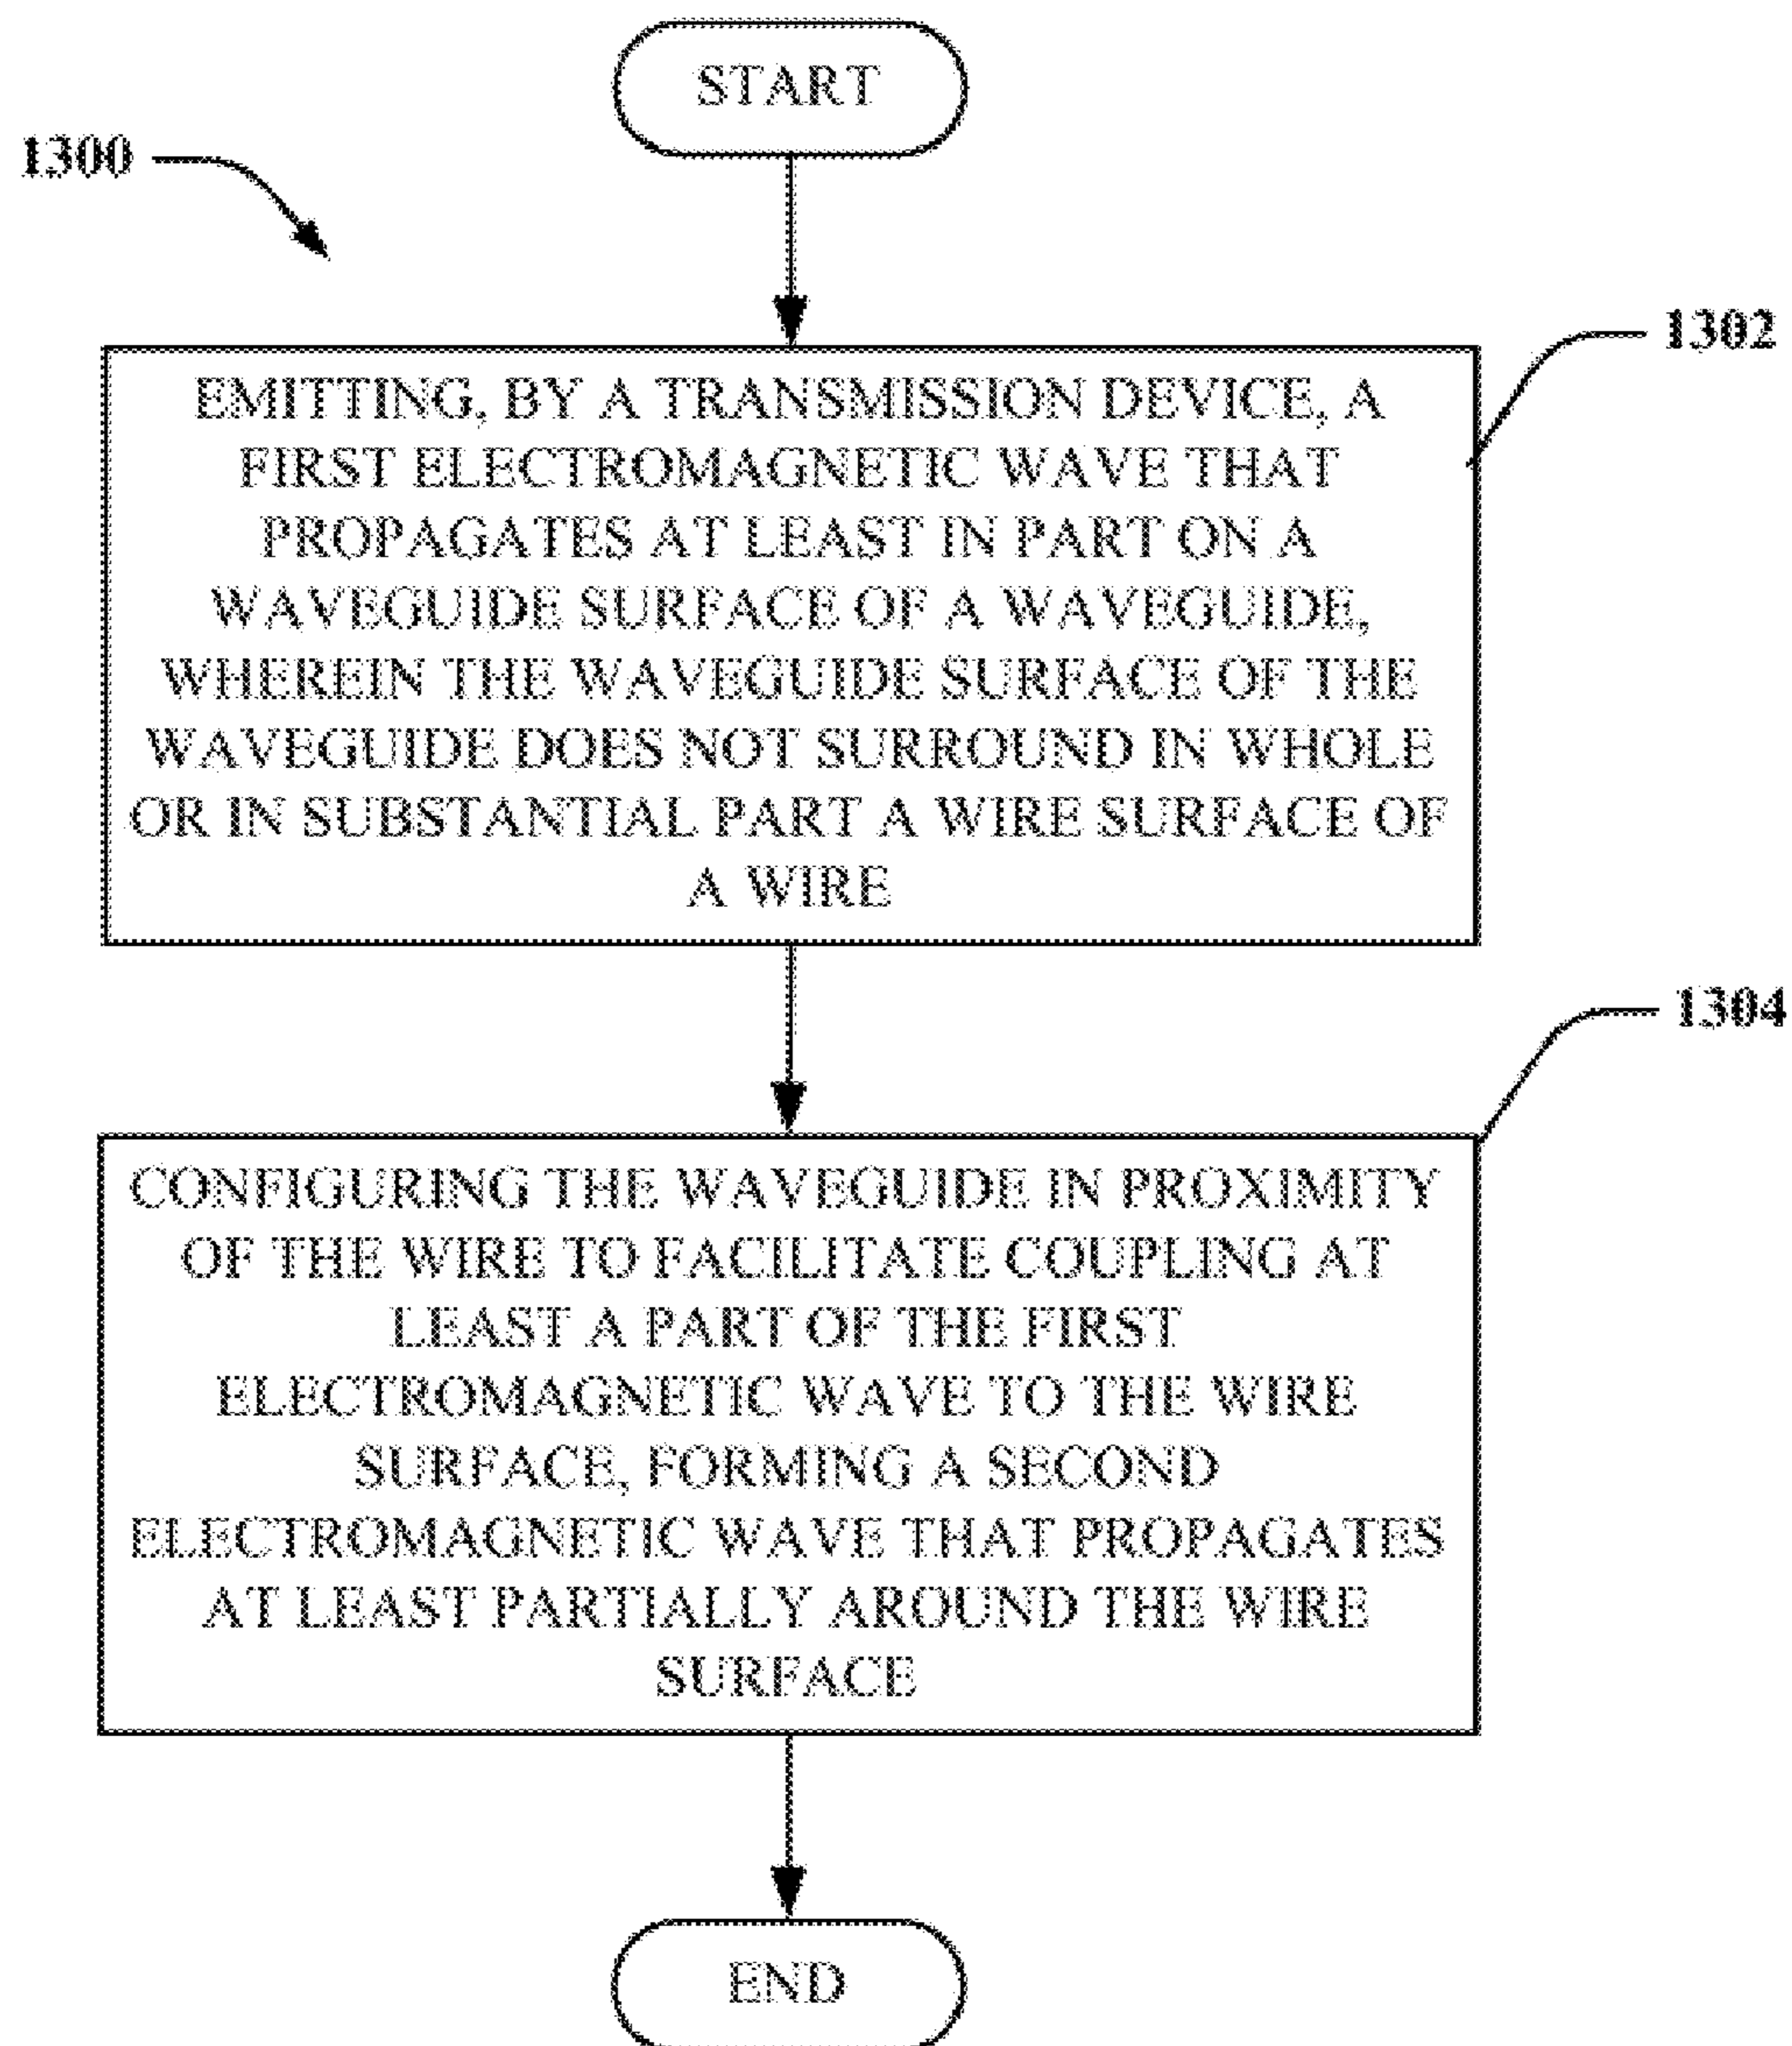 START
1300
1302
EMITTING, BY A TRANSMISSION DEVICE, A
FIRST ELECTROMAGNETIC WAVE THAT
PROPAGATES AT LEAST IN PART ON A
WAVEGUIDE SURFACE OF A WAVEGUIDE,
WHEREIN THE WAVEGUIDE SURFACE OF THE
WAVEGUIDE DOES NOT SURROUND IN WHOLE
OR IN SUBSTANTIAL PART A WIRE SURFACE OF
A WIRE
1304
CONFIGURING THE WAVEGUIDE IN PROXIMITY
OF THE WIRE TO FACILITATE COUPLING AT
LEAST A PART OF THE FIRST
ELECTROMAGNETIC WAVE TO THE WIRE
SURFACE, FORMING A SECOND
ELECTROMAGNETIC WAVE THAT PROPAGATES
AT LEAST PARTIALLY AROUND THE WIRE
SURFACE
END